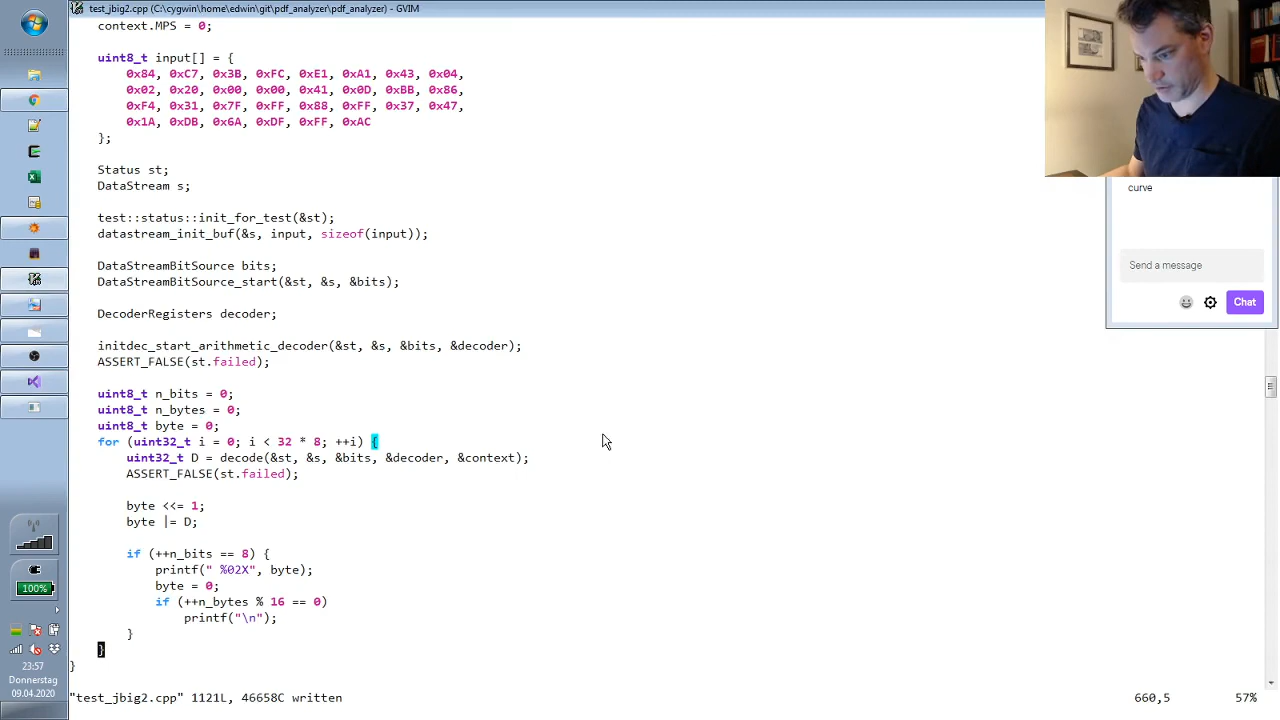 test_jbig2.cpp (C:\cygwin\home\edwin\git\pdf_analyzer\pdf_analyzer) - GVIM
context.MPS = 0;
uint8_t input[] = {
0x84, 0xC7, 0x3B, 0xFC, 0xE1, 0xA1, 0x43, 0x04,
0x02, 0x20, 0x00, 0x00, 0x41, 0x0D, 0xBB, 0x86,
0xF4, 0x31, 0x7F, 0xFF, 0x88, 0xFF, 0x37, 0x47,
0x1A, 0xDB, 0x6A, 0xDF, 0xFF, 0xAC
};
Status st;
DataStream s;
test::status::init_for_test(&st);
datastream_init_buf(&s, input, sizeof(input));
DataStreamBitSource bits;
DataStreamBitSource_start(&st, &s, &bits);
DecoderRegisters decoder;
initdec_start_arithmetic_decoder(&st, &s, &bits, &decoder);
ASSERT_FALSE(st.failed);
uint8_t n_bits = 0;
uint8_t n_bytes = 0;
uint8_t byte = 0;
for (uint32_t i = 0; i < 32 * 8; ++i) {
uint32_t D = decode(&st, &s, &bits, &decoder, &context);
ASSERT_FALSE(st.failed);
byte <<= 1;
byte |= D;
if (++n_bits == 8) {
printf(" %02X", byte);
byte = 0;
if (++n_bytes % 16 == 0)
printf("\n");
}
}
}
"test_jbig2.cpp" 1121L, 46658C written
660,5
57%
curve
Send a message
Chat
100%
23:57
Donnerstag
09.04.2020